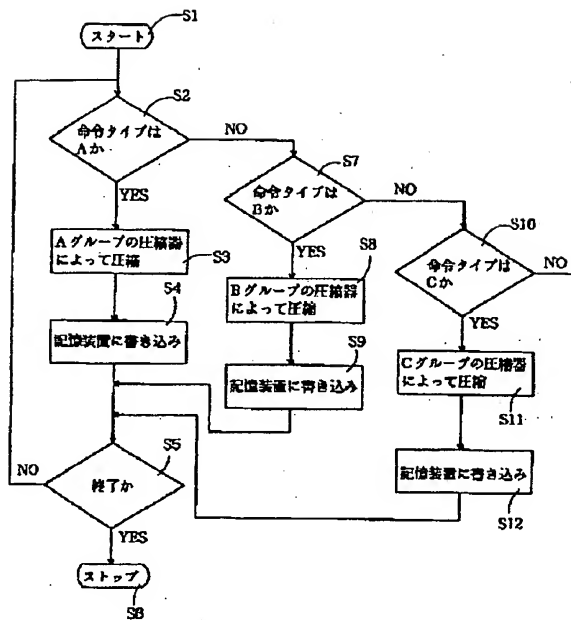 S1
スタート
S2
命令タイプは
Aか
NO
YES
S7
命令タイプは
Bか
NO
YES
S10
命令タイプは
Cか
NO
YES
Aグループの圧縮器
によって圧縮
S3
S4
記憶装置に書き込み
S8
Bグループの圧縮器
によって圧縮
S9
記憶装置に書き込み
Cグループの圧縮器
によって圧縮
S11
記憶装置に書き込み
S12
S5
終了か
NO
YES
ストップ
S6